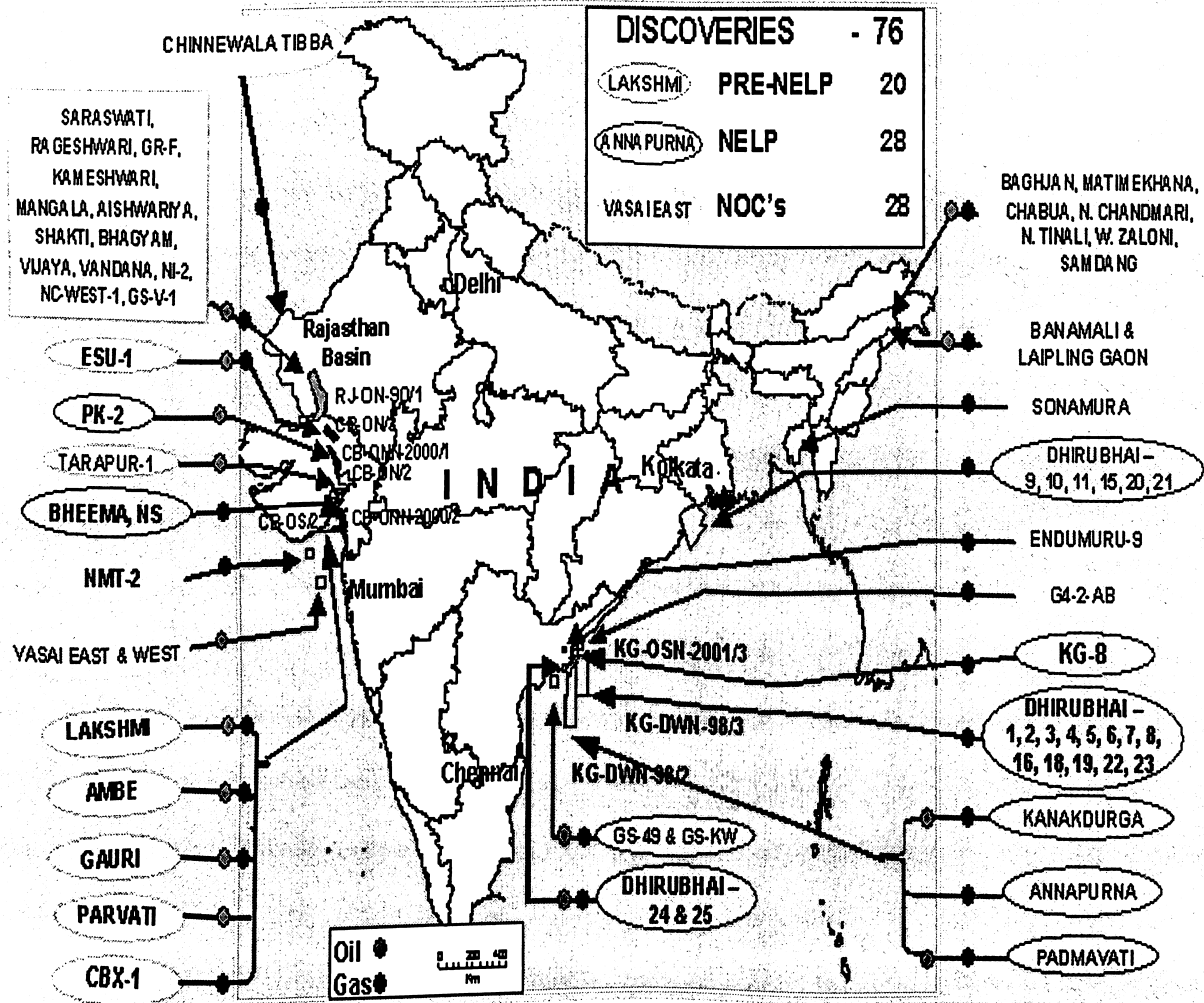 CHINNEWALA TIBBA
DISCOVERIES - 76
LAKSHMI PRE-NELP 20
ANNAPURNA NELP 28
VASAI EAST NOC's 28
SARASWATI,
RAGESHWARI, GR-F,
KAMESHWARI,
MANGALA, AISHWARIYA,
SHAKTI, BHAGYAM,
VIJAYA, VANDANA, NI-2,
NC-WEST-1, GS-V-1
BAGHJAN, MATIMEKHANA,
CHABUA, N. CHANDMARI,
N. TINALI, W. ZALONI,
SAMDANG
Delhi
Rajasthan
Basin
ESU-1
BANAMALI &
LAIPLING GAON
RJ-ON-90/1
PK-2
CB-ON/3
SONAMURA
CB-ONN-2000/1
TARAPUR-1
CB-ON/2
INDIA
Kolkata
DHIRUBHAI –
9, 10, 11, 15, 20, 21
BHEEMA, NS
CB-OS/2
CB-ONN-2000/2
ENDUMURU-9
NMT-2
Mumbai
G4-2-AB
VASAI EAST & WEST
KG-OSN-2001/3
KG-8
LAKSHMI
KG-DWN-98/3
DHIRUBHAI –
1, 2, 3, 4, 5, 6, 7, 8,
16, 18, 19, 22, 23
Chennai
KG-DWN-98/2
AMBE
KANAKDURGA
GAURI
GS-49 & GS-KW
DHIRUBHAI –
24 & 25
ANNAPURNA
PARVATI
PADMAVATI
CBX-1
Oil
Gas
0 200 400
Km